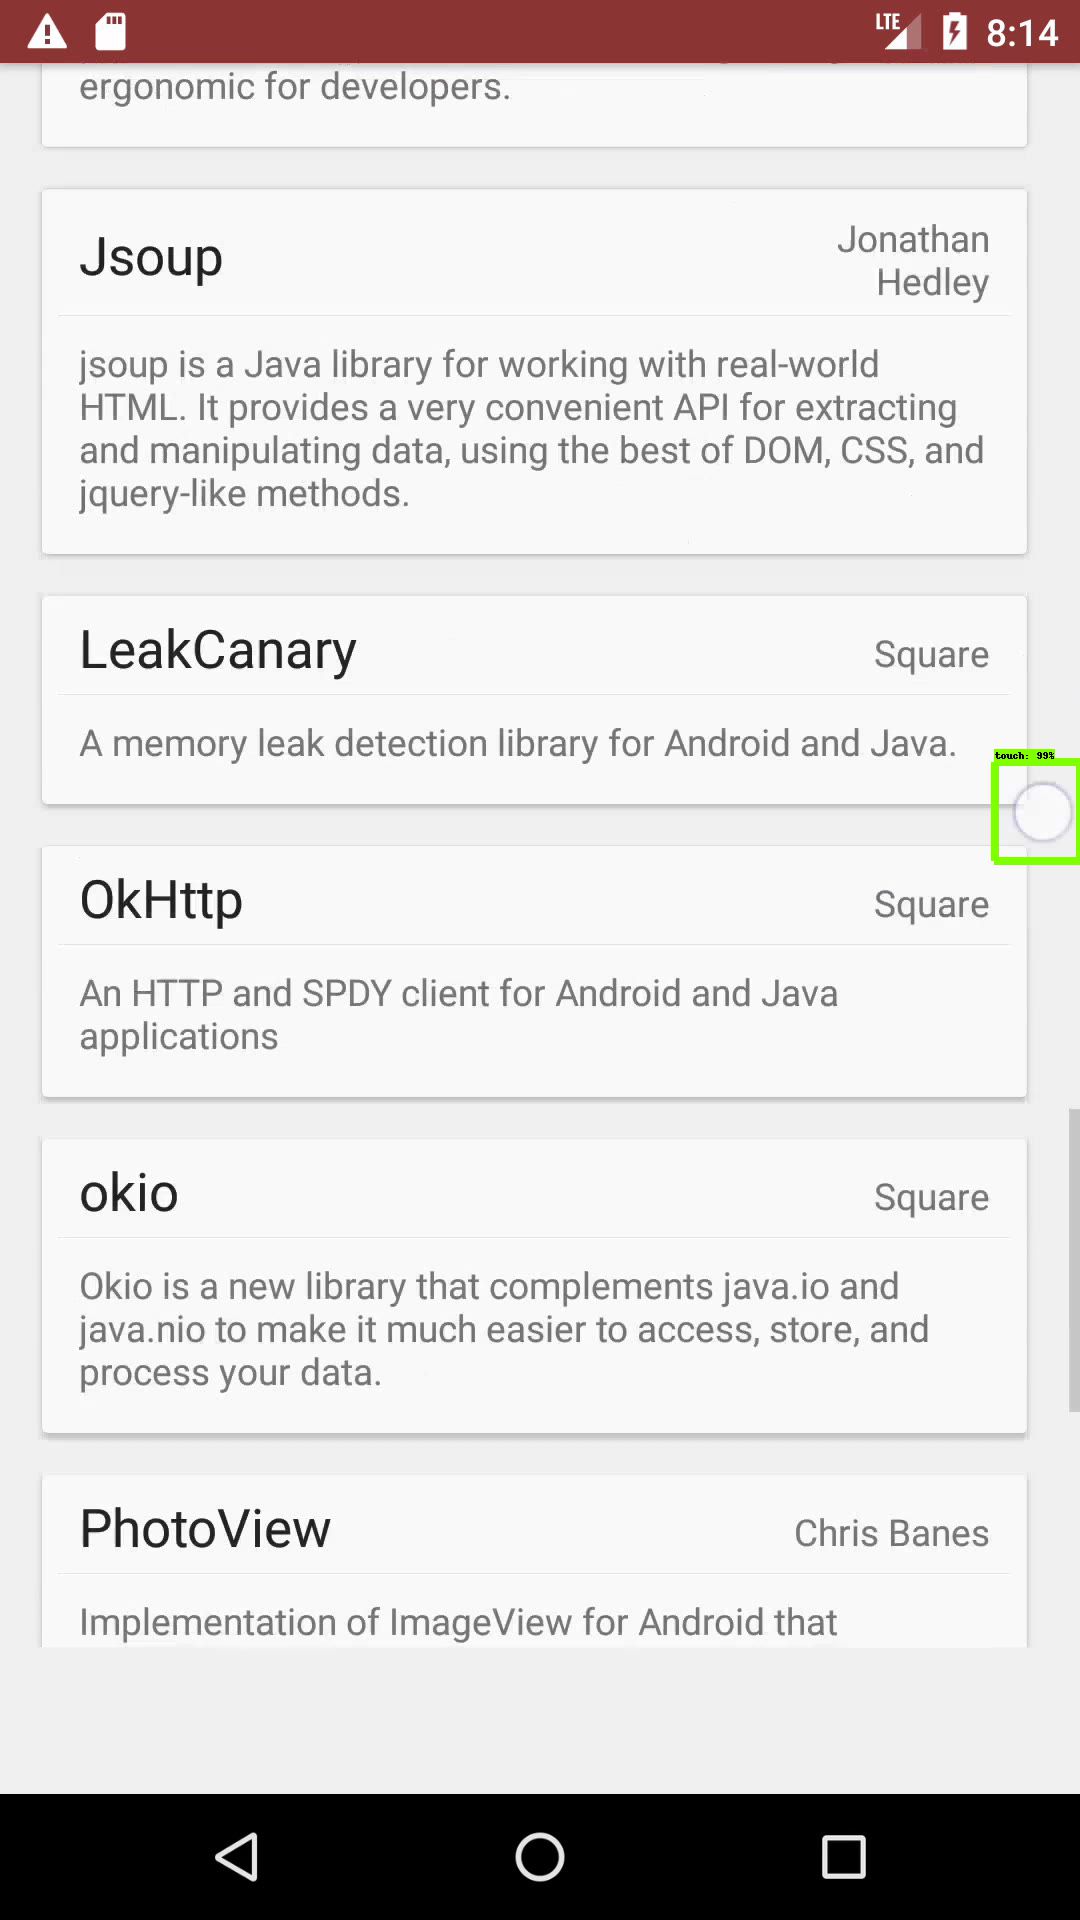 LTE 8:14
ergonomic for developers.
Jsoup
Jonathan
Hedley
jsoup is a Java library for working with real-world
HTML. It provides a very convenient API for extracting
and manipulating data, using the best of DOM, CSS, and
jquery-like methods.
LeakCanary
Square
A memory leak detection library for Android and Java.
touch: 99%
OkHttp
Square
An HTTP and SPDY client for Android and Java
applications
okio
Square
Okio is a new library that complements java.io and
java.nio to make it much easier to access, store, and
process your data.
PhotoView
Chris Banes
Implementation of ImageView for Android that